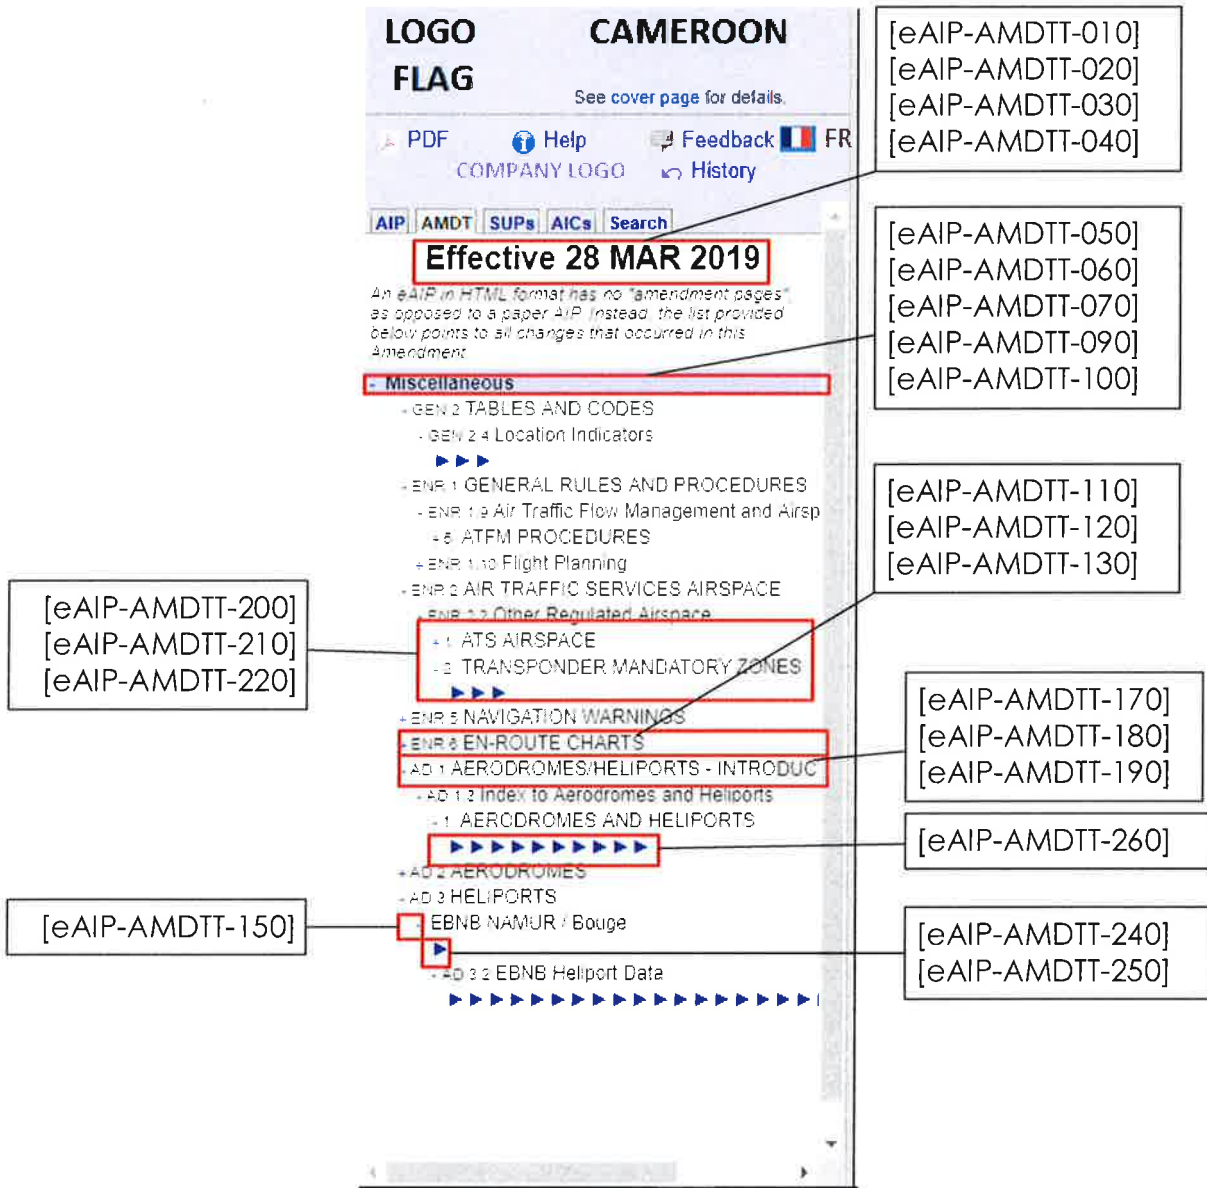 LOGO CAMEROON
FLAG
See cover page for details.
PDF Help Feedback FR
COMPANY LOGO History
AIP AMDT SUPs AICs Search
Effective 28 MAR 2019
An eAIP in HTML format has no "amendment pages",
as opposed to a paper AIP. Instead, the list provided
below points to all changes that occurred in this
Amendment.
- Miscellaneous
- GEN 2 TABLES AND CODES
- GEN 2.4 Location Indicators
- ENR 1 GENERAL RULES AND PROCEDURES
- ENR 1.9 Air Traffic Flow Management and Airsp
+ 5. ATFM PROCEDURES
+ ENR 1.10 Flight Planning
- ENR 2 AIR TRAFFIC SERVICES AIRSPACE
- ENR 2.2 Other Regulated Airspace
+ 1. ATS AIRSPACE
- 2. TRANSPONDER MANDATORY ZONES
+ ENR 5 NAVIGATION WARNINGS
+ ENR 6 EN-ROUTE CHARTS
- AD 1 AERODROMES/HELIPORTS - INTRODUC
- AD 1.2 Index to Aerodromes and Heliports
- 1. AERODROMES AND HELIPORTS
+ AD 2 AERODROMES
- AD 3 HELIPORTS
- EBNB NAMUR / Bouge
- AD 3.2 EBNB Heliport Data
[eAIP-AMDTT-010]
[eAIP-AMDTT-020]
[eAIP-AMDTT-030]
[eAIP-AMDTT-040]
[eAIP-AMDTT-050]
[eAIP-AMDTT-060]
[eAIP-AMDTT-070]
[eAIP-AMDTT-090]
[eAIP-AMDTT-100]
[eAIP-AMDTT-110]
[eAIP-AMDTT-120]
[eAIP-AMDTT-130]
[eAIP-AMDTT-200]
[eAIP-AMDTT-210]
[eAIP-AMDTT-220]
[eAIP-AMDTT-170]
[eAIP-AMDTT-180]
[eAIP-AMDTT-190]
[eAIP-AMDTT-260]
[eAIP-AMDTT-150]
[eAIP-AMDTT-240]
[eAIP-AMDTT-250]